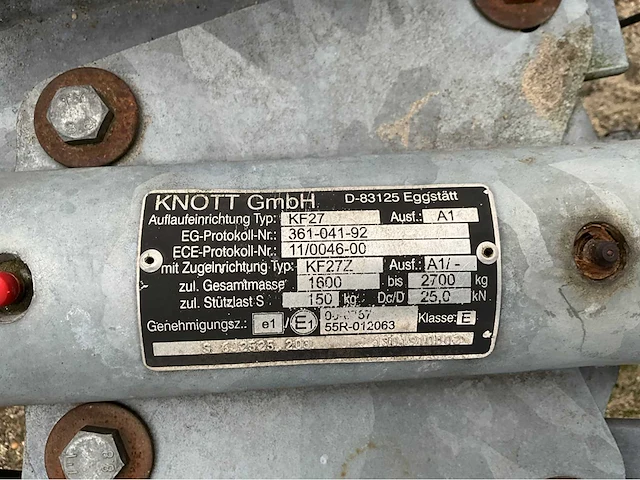 KNOTT GmbH D-83125 Eggstätt
Auflaufeinrichtung Typ: KF27 Ausf.: A1
EG-Protokoll-Nr.: 361-041-92
ECE-Protokoll-Nr.: 11/0046-00
mit Zugeinrichtung Typ: KF27Z Ausf.: A1/-
zul. Gesamtmasse 1600 bis 2700 kg
zul. Stützlast S 150 kg Dc/D 25,0 kN
Genehmigungsz.: e1 / E1
55R-012063 Klasse: E
8.8